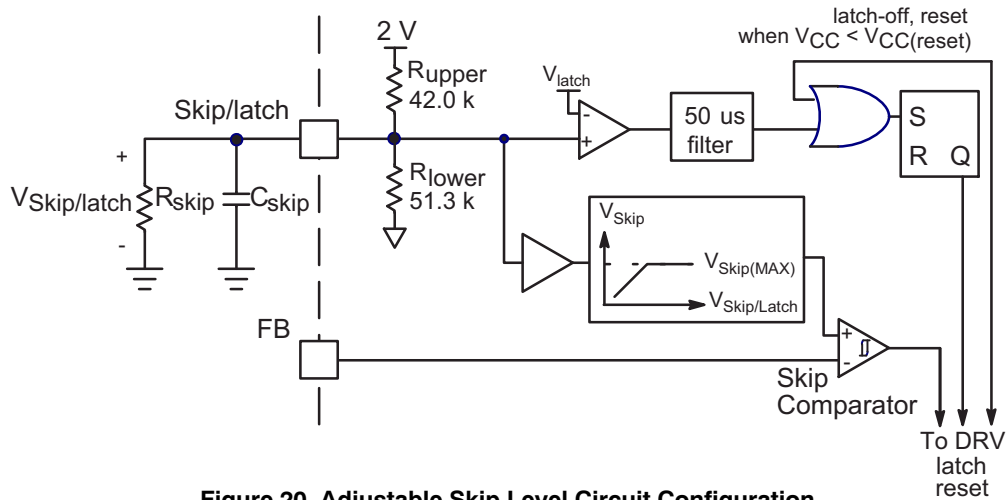 latch-off, reset
when VCC < VCC(reset)
2 V
Rupper
42.0 k
Vlatch
Skip/latch
-
+
50 us
filter
S
R Q
+
VSkip/latch
-
Rskip
Cskip
Rlower
51.3 k
VSkip
VSkip(MAX)
VSkip/Latch
FB
+
-
Skip
Comparator
To DRV
latch
reset
Figure 20. Adjustable Skip Level Circuit Configuration